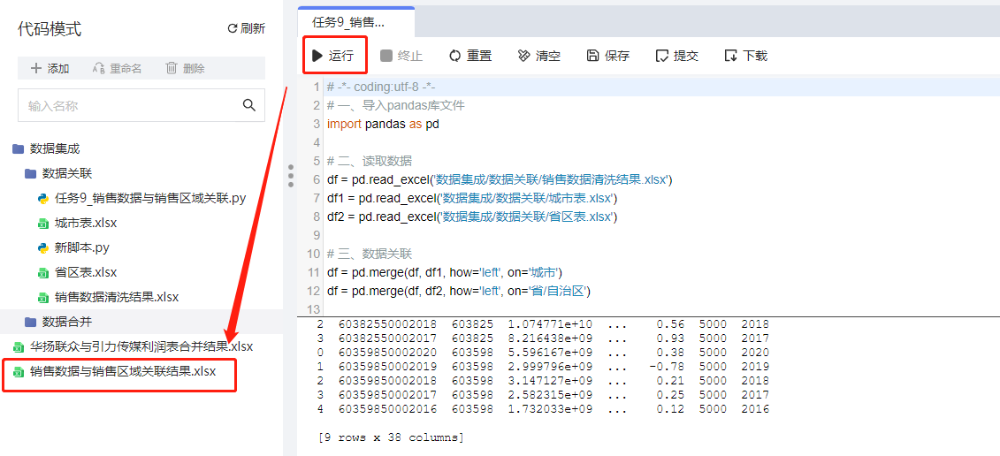 代码模式
刷新
添加 重命名 删除
输入名称
数据集成
数据关联
任务9_销售数据与销售区域关联.py
城市表.xlsx
新脚本.py
省区表.xlsx
销售数据清洗结果.xlsx
数据合并
华扬联众与引力传媒利润表合并结果.xlsx
销售数据与销售区域关联结果.xlsx
任务9_销售...
运行 终止 重置 清空 保存 提交 下载
1 # -*- coding:utf-8 -*-
2 # 一、导入pandas库文件
3 import pandas as pd
4
5 # 二、读取数据
6 df = pd.read_excel('数据集成/数据关联/销售数据清洗结果.xlsx')
7 df1 = pd.read_excel('数据集成/数据关联/城市表.xlsx')
8 df2 = pd.read_excel('数据集成/数据关联/省区表.xlsx')
9
10 # 三、数据关联
11 df = pd.merge(df, df1, how='left', on='城市')
12 df = pd.merge(df, df2, how='left', on='省/自治区')
13
2 60382550002018 603825 1.074771e+10 ... 0.56 5000 2018
3 60382550002017 603825 8.216438e+09 ... 0.93 5000 2017
0 60359850002020 603598 5.596167e+09 ... 0.38 5000 2020
1 60359850002019 603598 2.999796e+09 ... -0.78 5000 2019
2 60359850002018 603598 3.147127e+09 ... 0.21 5000 2018
3 60359850002017 603598 2.582315e+09 ... 0.25 5000 2017
4 60359850002016 603598 1.732033e+09 ... 0.12 5000 2016
[9 rows x 38 columns]